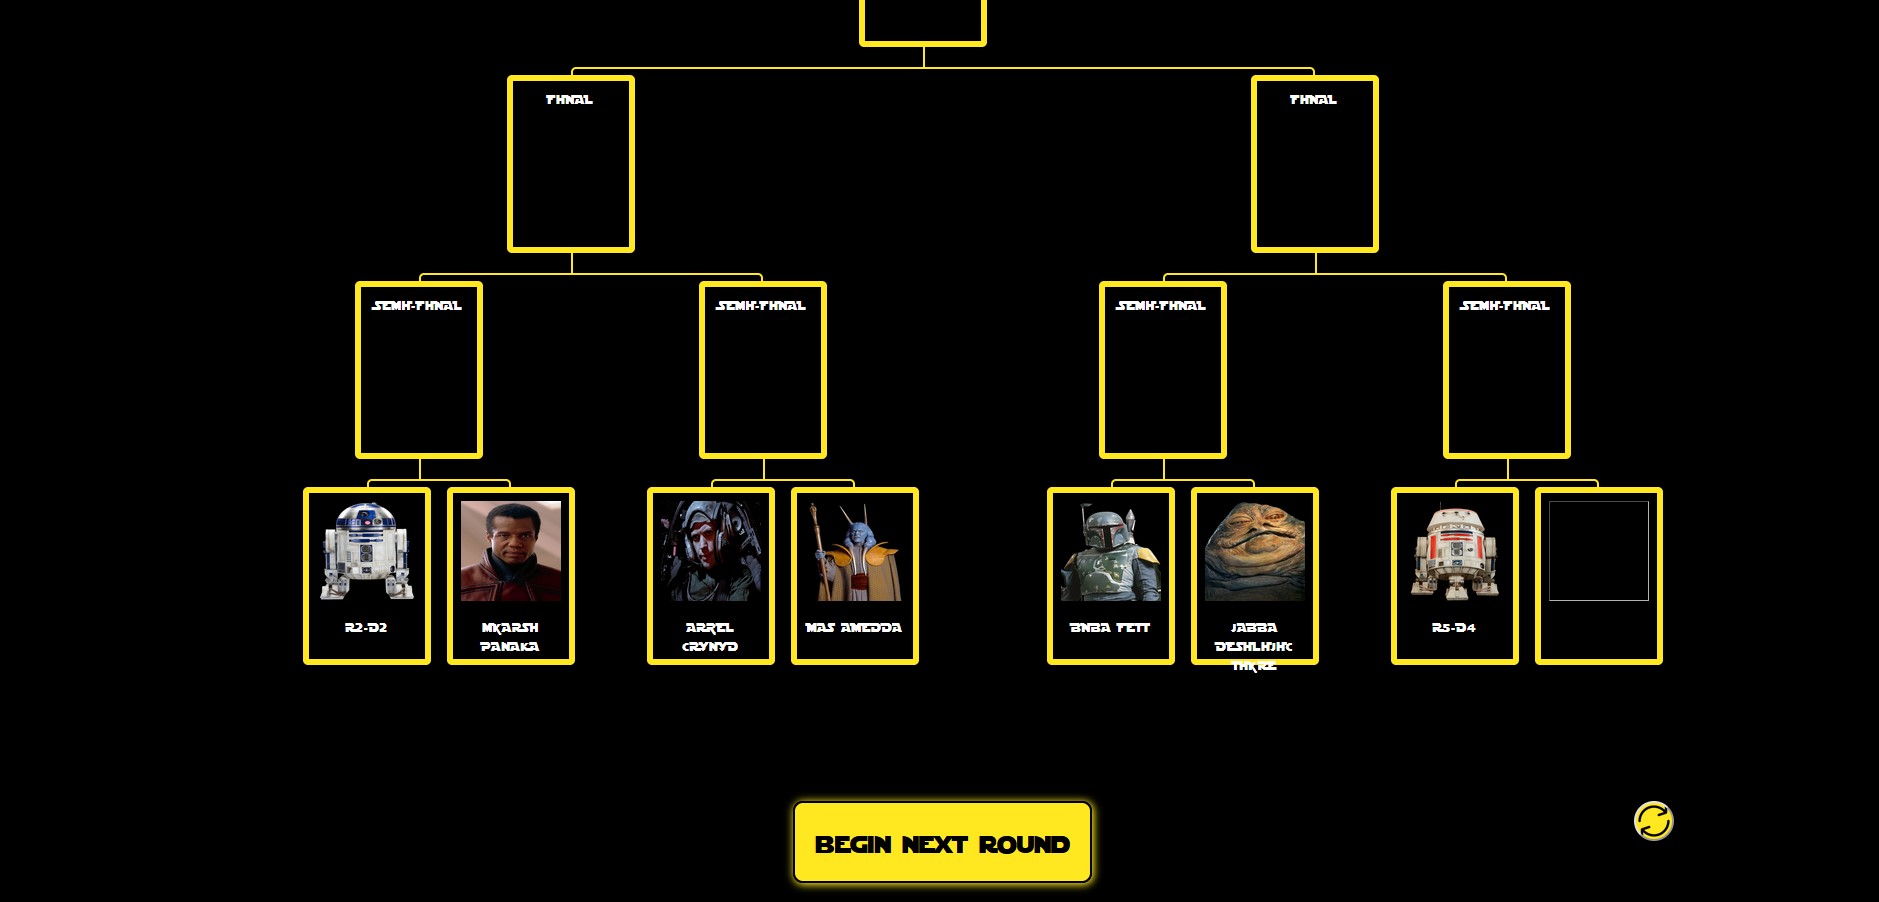 FINAL
FINAL
SEMI-FINAL
SEMI-FINAL
SEMI-FINAL
SEMI-FINAL
R2-D2
QUARSH
PANAKA
ARREL
CRYNYD
MAS AMEDDA
BOBA FETT
JABBA
DESILIJIC
TIURE
R5-D4
BEGIN NEXT ROUND